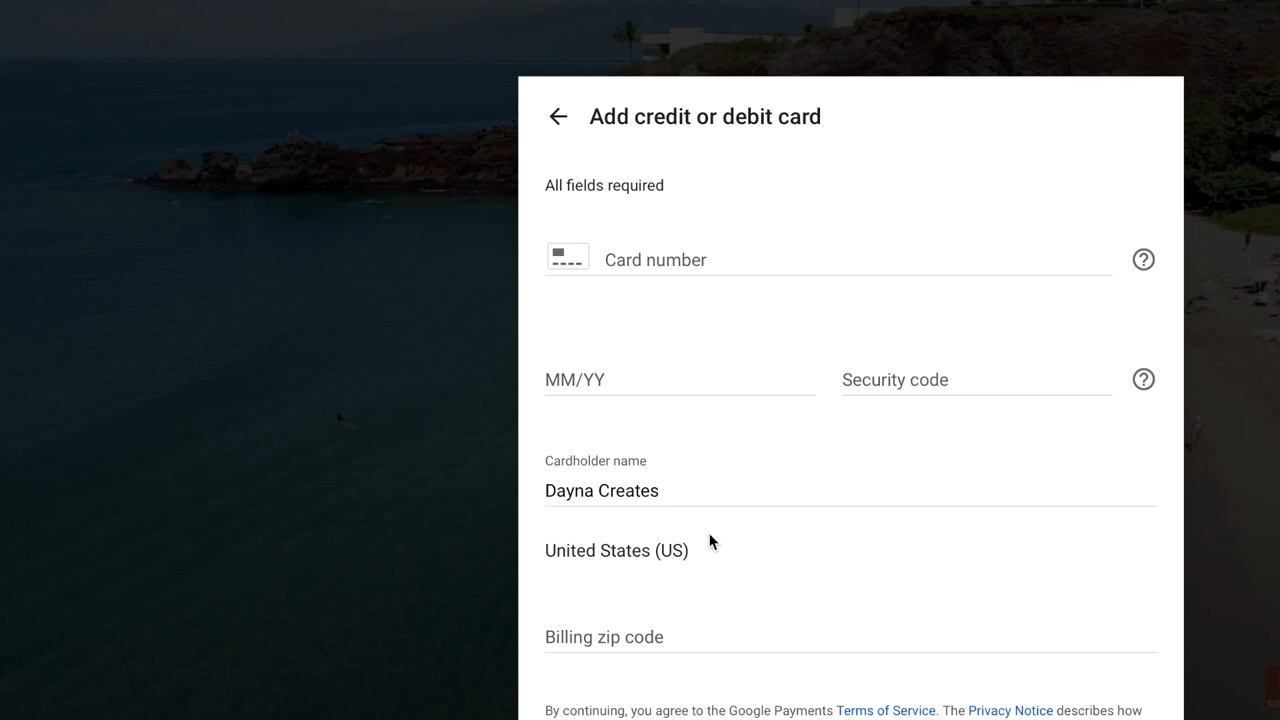 Add credit or debit card
All fields required
Card number
MM/YY
Security code
Cardholder name
Dayna Creates
United States (US)
Billing zip code
By continuing, you agree to the Google Payments Terms of Service. The Privacy Notice describes how